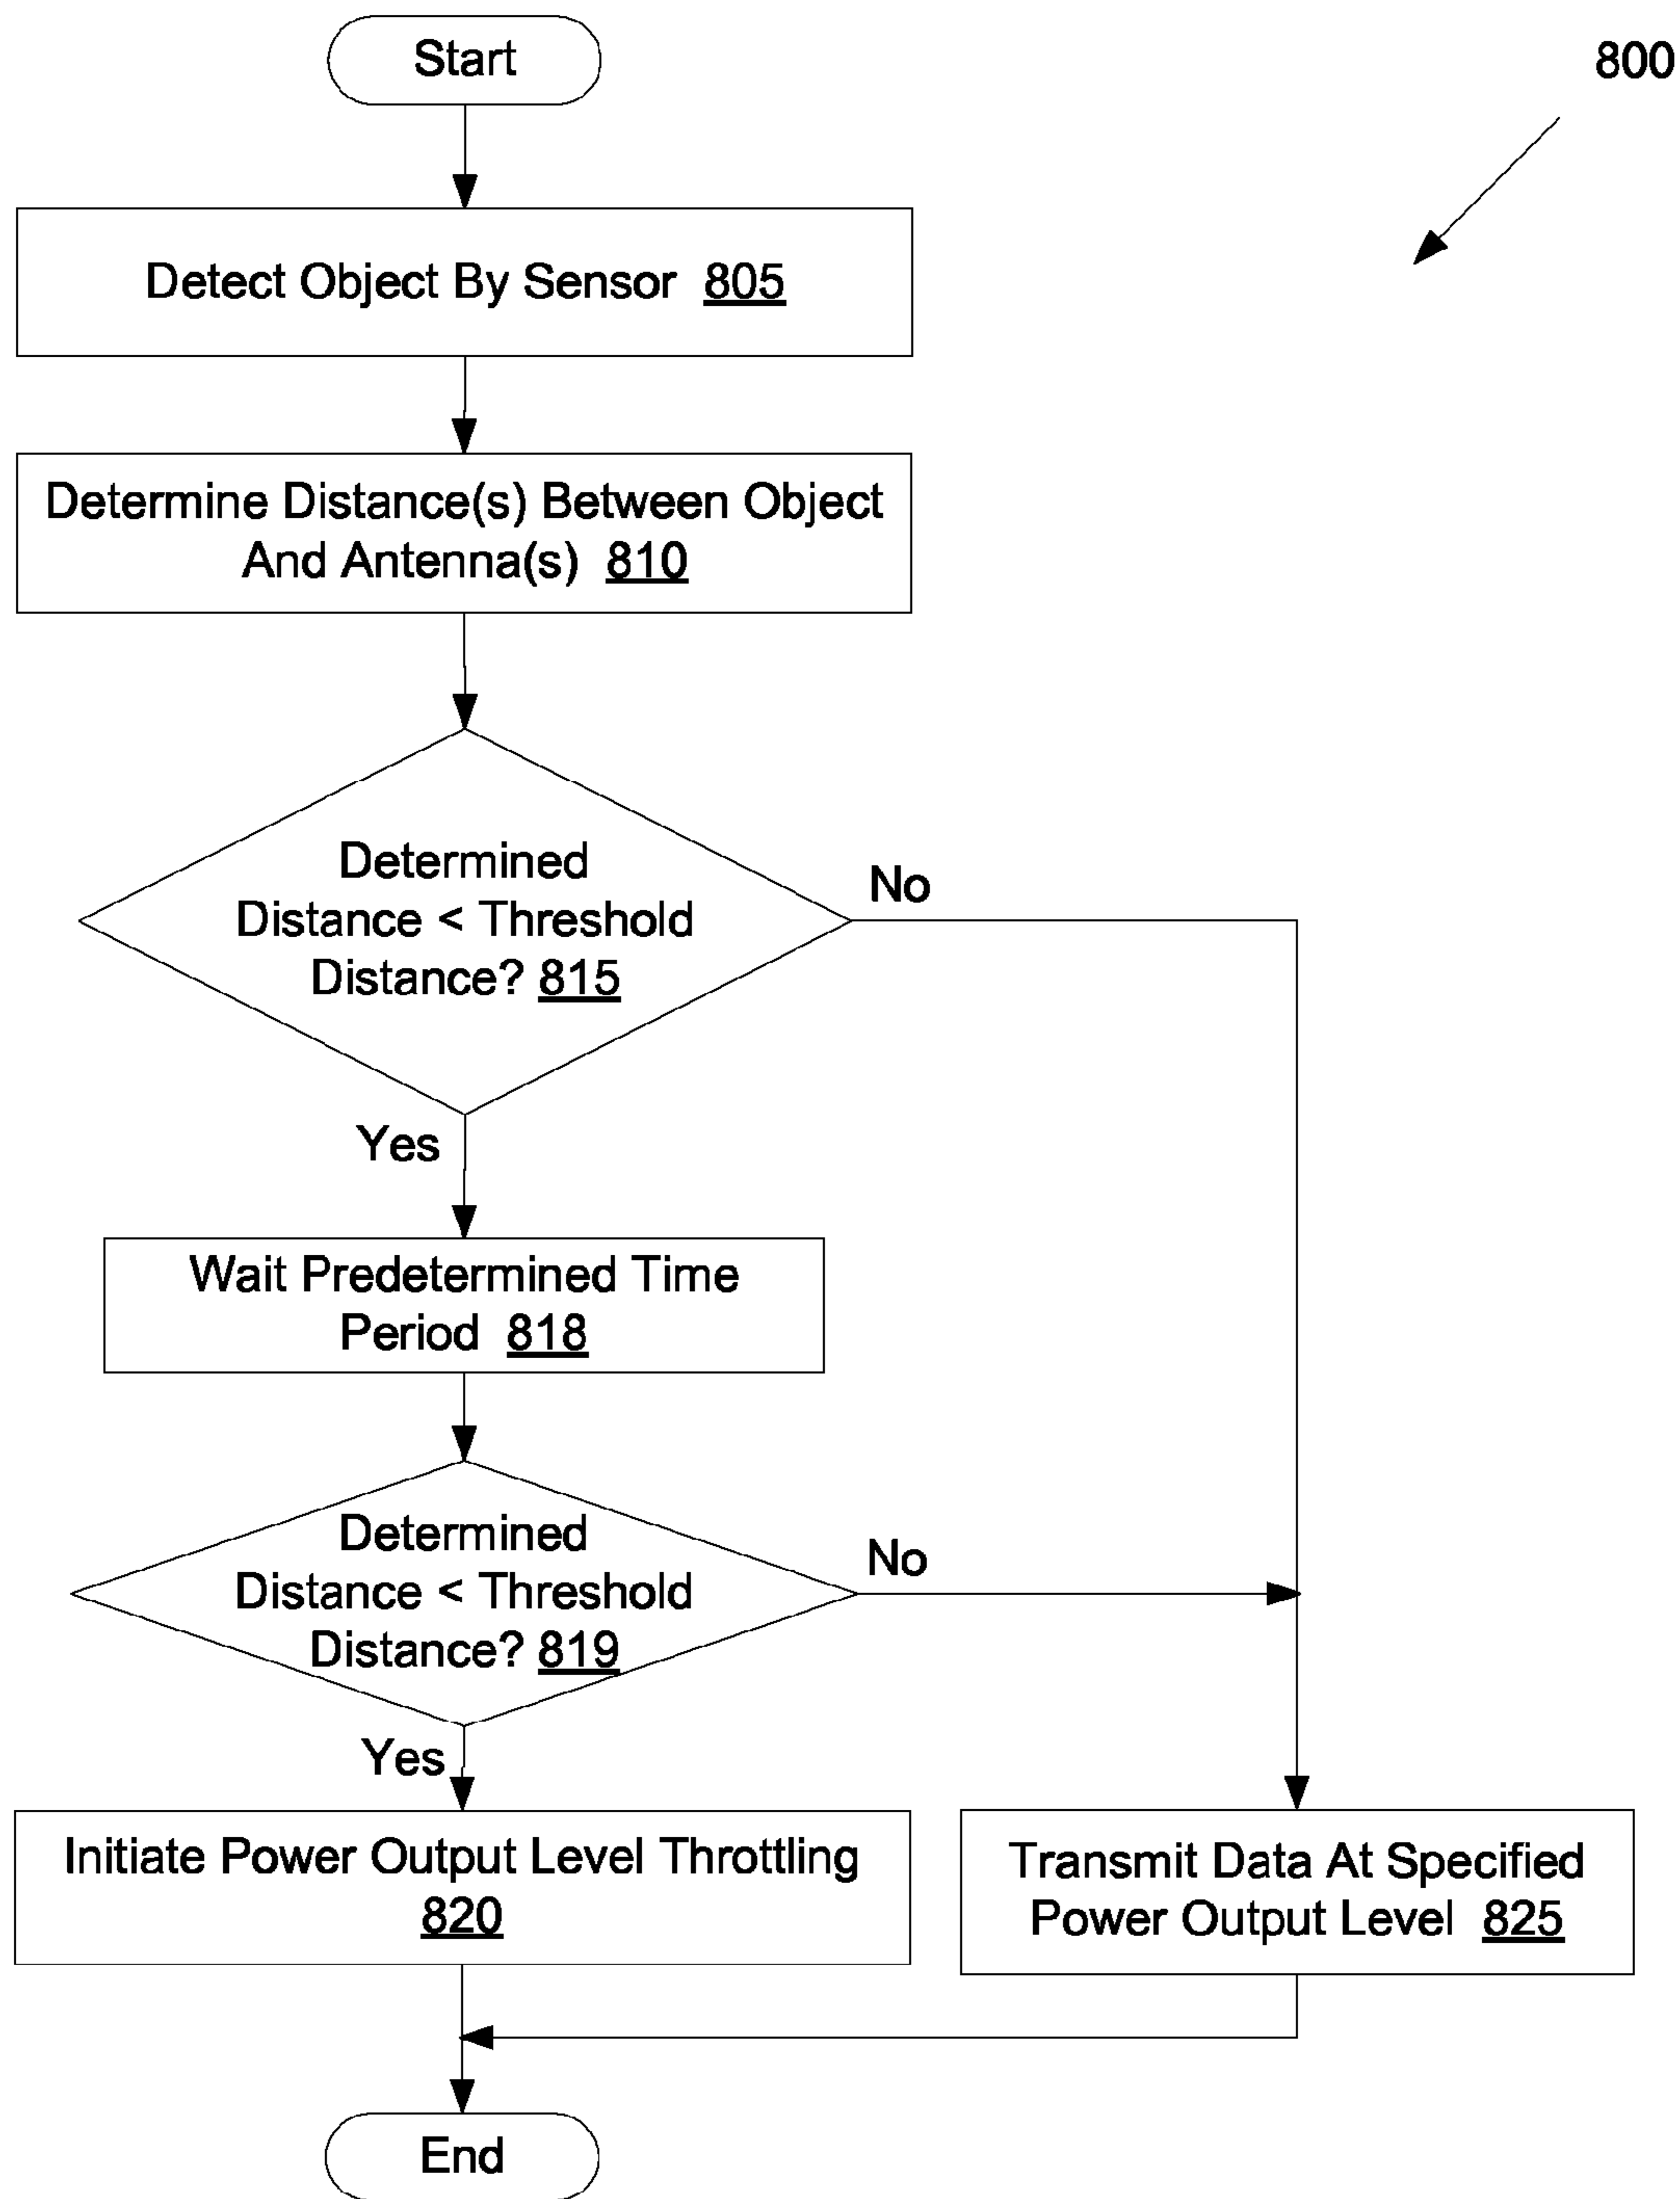 Start
800
Detect Object By Sensor 805
Determine Distance(s) Between Object
And Antenna(s) 810
Determined
Distance < Threshold
Distance? 815
No
Yes
Wait Predetermined Time
Period 818
Determined
Distance < Threshold
Distance? 819
No
Yes
Initiate Power Output Level Throttling
820
Transmit Data At Specified
Power Output Level 825
End